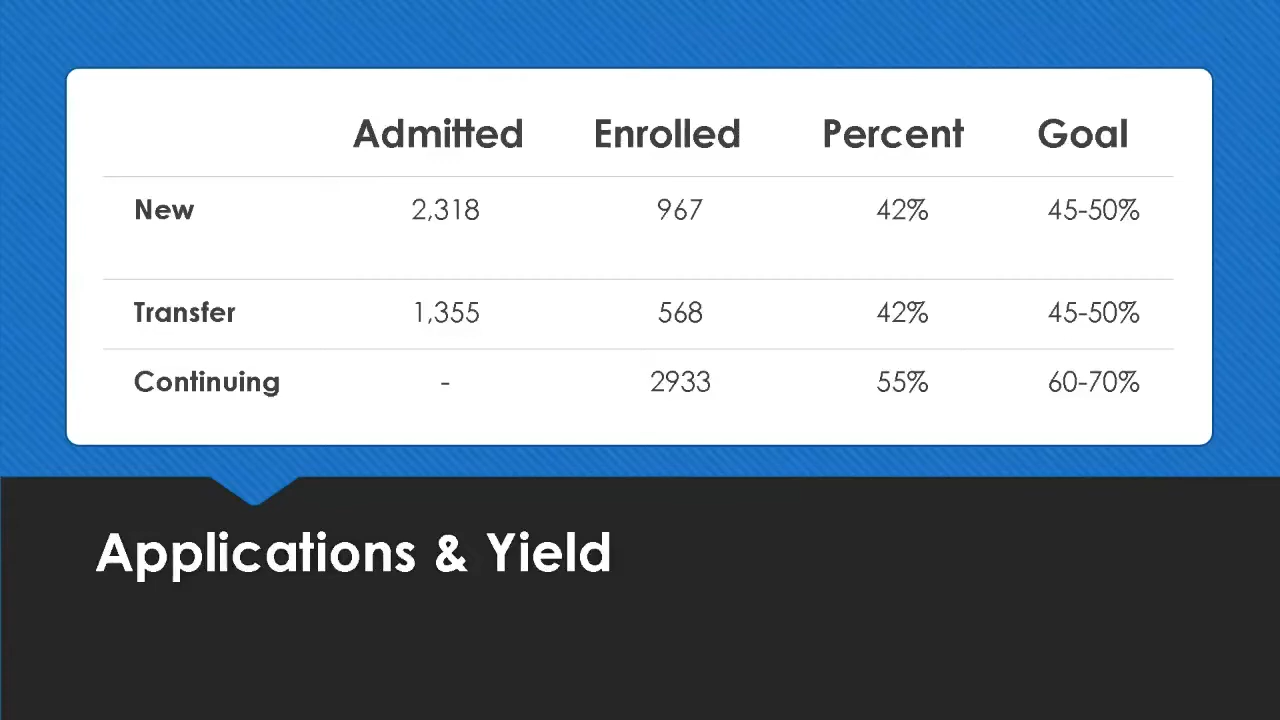 Admitted Enrolled Percent Goal
New 2,318 967 42% 45-50%
Transfer 1,355 568 42% 45-50%
Continuing - 2933 55% 60-70%
Applications & Yield